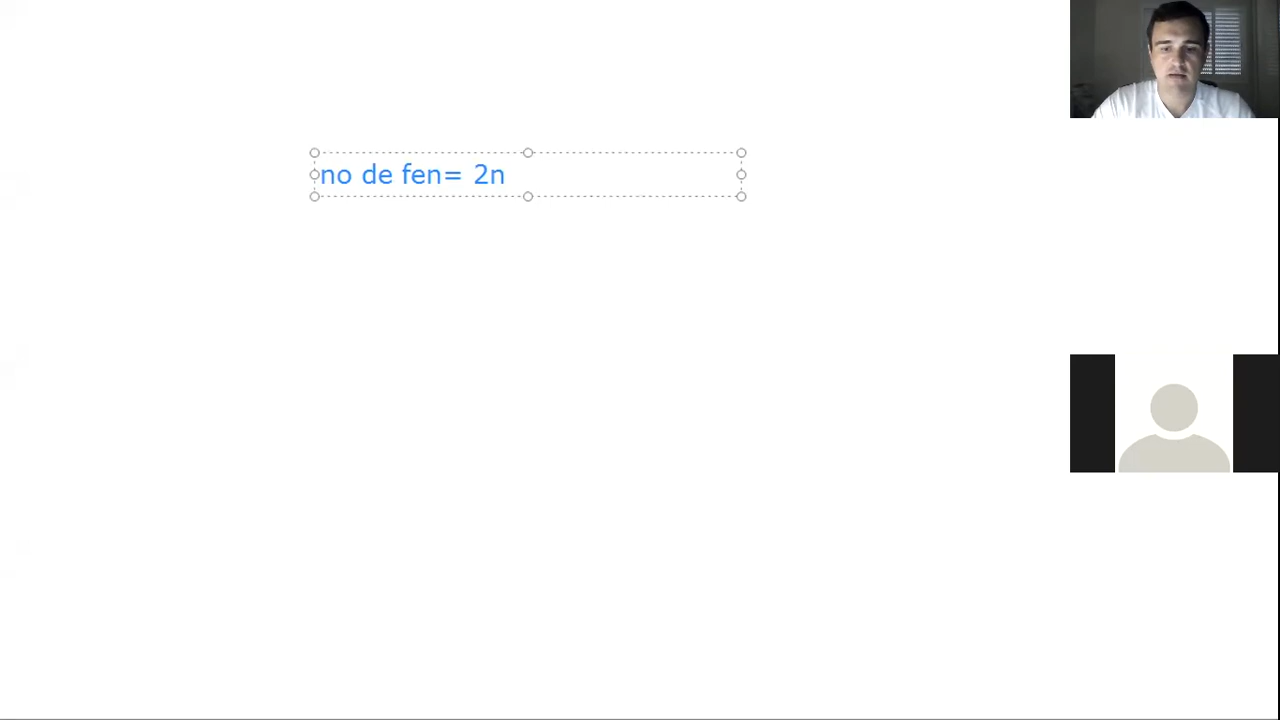 no de fen= 2n